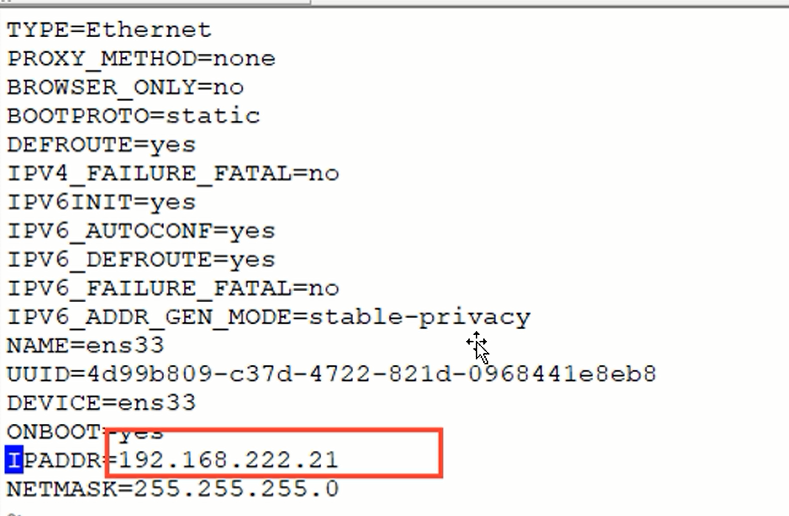 TYPE=Ethernet
PROXY_METHOD=none
BROWSER_ONLY=no
BOOTPROTO=static
DEFROUTE=yes
IPV4_FAILURE_FATAL=no
IPV6INIT=yes
IPV6_AUTOCONF=yes
IPV6_DEFROUTE=yes
IPV6_FAILURE_FATAL=no
IPV6_ADDR_GEN_MODE=stable-privacy
NAME=ens33
UUID=4d99b809-c37d-4722-821d-0968441e8eb8
DEVICE=ens33
ONBOOT=yes
IPADDR=192.168.222.21
NETMASK=255.255.255.0